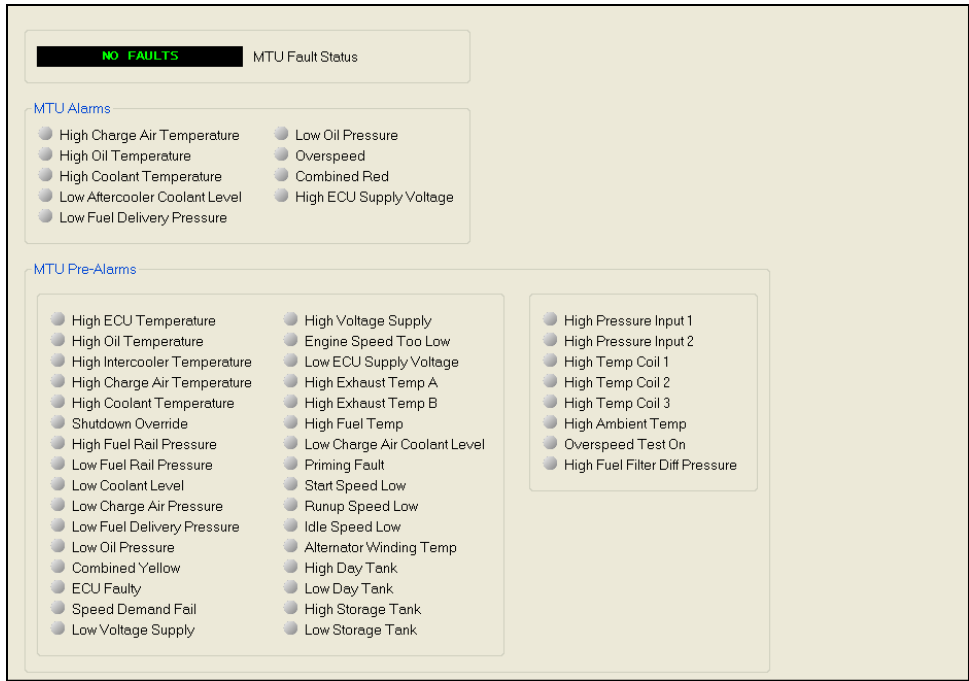 NO FAULTS
MTU Fault Status
MTU Alarms
High Charge Air Temperature
High Oil Temperature
High Coolant Temperature
Low Aftercooler Coolant Level
Low Fuel Delivery Pressure
Low Oil Pressure
Overspeed
Combined Red
High ECU Supply Voltage
MTU Pre-Alarms
High ECU Temperature
High Oil Temperature
High Intercooler Temperature
High Charge Air Temperature
High Coolant Temperature
Shutdown Override
High Fuel Rail Pressure
Low Fuel Rail Pressure
Low Coolant Level
Low Charge Air Pressure
Low Fuel Delivery Pressure
Low Oil Pressure
Combined Yellow
ECU Faulty
Speed Demand Fail
Low Voltage Supply
High Voltage Supply
Engine Speed Too Low
Low ECU Supply Voltage
High Exhaust Temp A
High Exhaust Temp B
High Fuel Temp
Low Charge Air Coolant Level
Priming Fault
Start Speed Low
Runup Speed Low
Idle Speed Low
Alternator Winding Temp
High Day Tank
Low Day Tank
High Storage Tank
Low Storage Tank
High Pressure Input 1
High Pressure Input 2
High Temp Coil 1
High Temp Coil 2
High Temp Coil 3
High Ambient Temp
Overspeed Test On
High Fuel Filter Diff Pressure